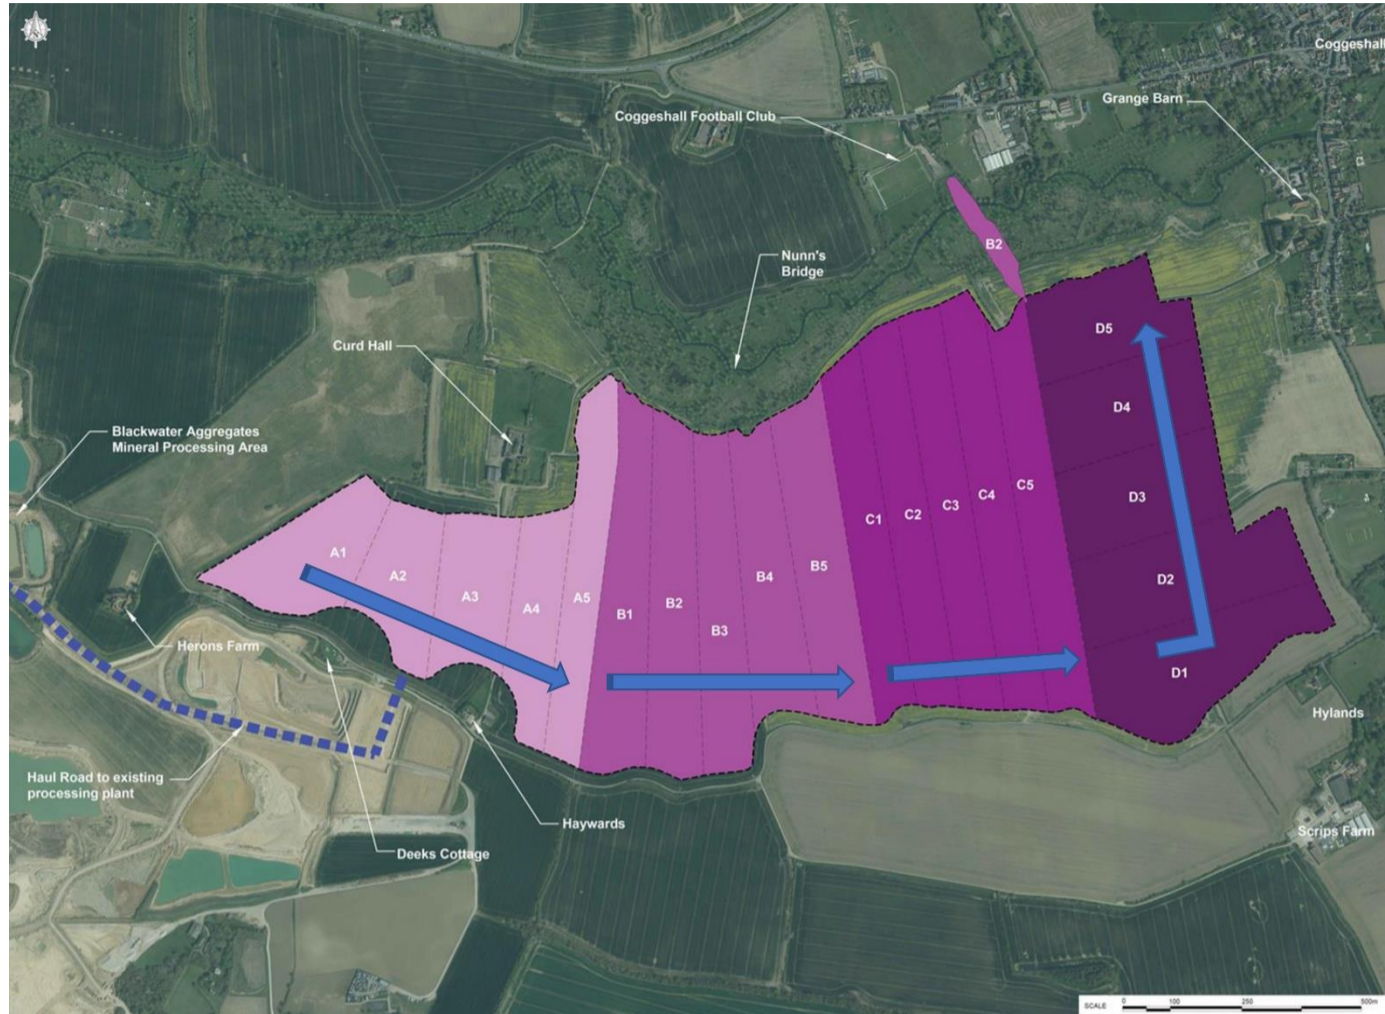 Coggeshall
Grange Barn
Coggeshall Football Club
B2
Nunn's
Bridge
D5
Curd Hall
D4
Blackwater Aggregates
Mineral Processing Area
C5
C4
D3
C3
C2
C1
A1
B5
A2
B4
D2
A3
A5
B2
A4
B1
B3
Herons Farm
D1
Hylands
Haul Road to existing
processing plant
Haywards
Scrips Farm
Deeks Cottage
SCALE 0 100 250 500m